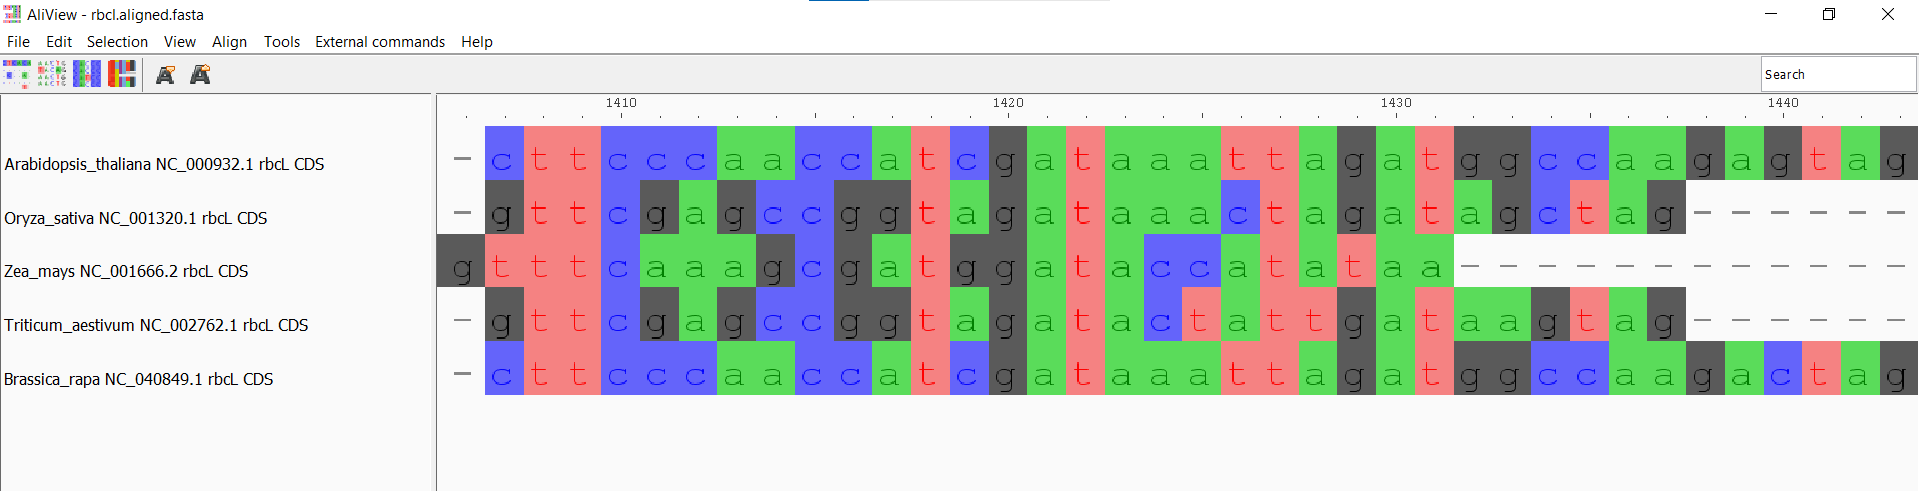 AliView - rbcl.aligned.fasta
File Edit Selection View Align Tools External commands Help
Search
1410 1420 1430 1440
Arabidopsis_thaliana NC_000932.1 rbcL CDS - c t t c c c a a c c a t c g a t a a a t t a g a t g g c c a a g a g t a g
Oryza_sativa NC_001320.1 rbcL CDS - g t t c g a g c c g g t a g a t a a a c t a g a t a g c t a g - - - - - -
Zea_mays NC_001666.2 rbcL CDS g t t t c a a a g c g a t g g a t a c c a t a t a a - - - - - - - - - - - -
Triticum_aestivum NC_002762.1 rbcL CDS - g t t c g a g c c g g t a g a t a c t a t t g a t a a g t a g - - - - - -
Brassica_rapa NC_040849.1 rbcL CDS - c t t c c c a a c c a t c g a t a a a t t a g a t g g c c a a g a c t a g